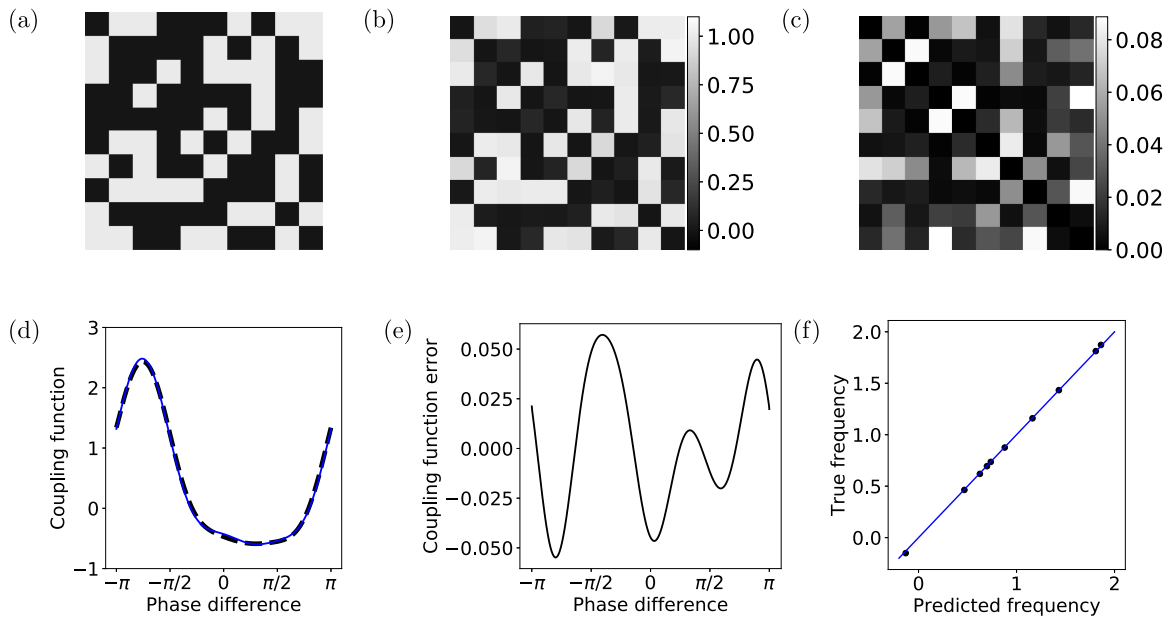 (a)
(b)
1.00
0.75
0.50
0.25
0.00
(c)
0.08
0.06
0.04
0.02
0.00
(d)
3
2
1
0
−1
Coupling function
−π −π/2 0 π/2 π
Phase difference
(e)
0.050
0.025
0.000
−0.025
−0.050
Coupling function error
−π −π/2 0 π/2 π
Phase difference
(f)
2.0
1.5
1.0
0.5
0.0
True frequency
0 1 2
Predicted frequency